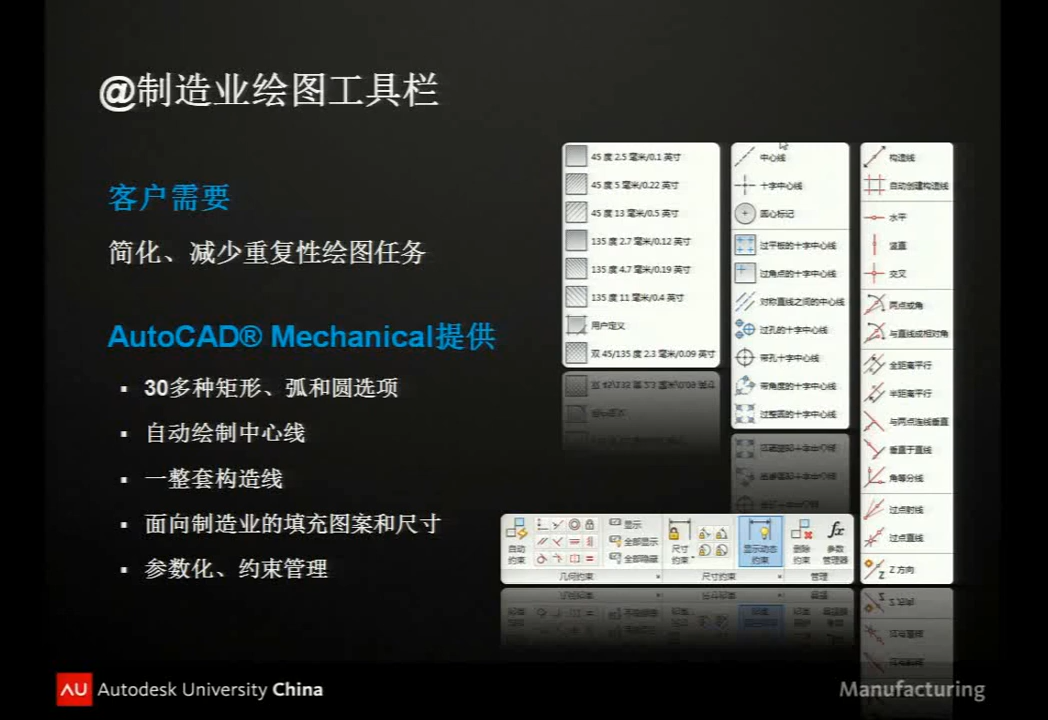 @制造业绘图工具栏
客户需要
简化、减少重复性绘图任务
AutoCAD® Mechanical提供
▪ 30多种矩形、弧和圆选项
▪ 自动绘制中心线
▪ 一整套构造线
▪ 面向制造业的填充图案和尺寸
▪ 参数化、约束管理
45 度 2.5 毫米/0.1 英寸
45 度 5 毫米/0.22 英寸
45 度 13 毫米/0.5 英寸
135 度 2.7 毫米/0.12 英寸
135 度 4.7 毫米/0.19 英寸
135 度 11 毫米/0.4 英寸
用户定义
双 45/135 度 2.3 毫米/0.09 英寸
中心线
十字中心线
圆心标记
过平板的十字中心线
过角点的十字中心线
对称直线之间的中心线
过孔的十字中心线
带孔十字中心线
带角度的十字中心线
过整圆的十字中心线
构造线
自动创建构造线
水平
竖直
交叉
两点或角
与直线成相对角
全距离平行
半距离平行
与两点连线垂直
垂直于直线
角等分线
过点射线
过点直线
Z 方向
自动约束
显示
全部显示
全部隐藏
几何约束
尺寸约束
显示动态约束
尺寸约束
删除约束
fx
参数管理器
管理
AU Autodesk University China
Manufacturing